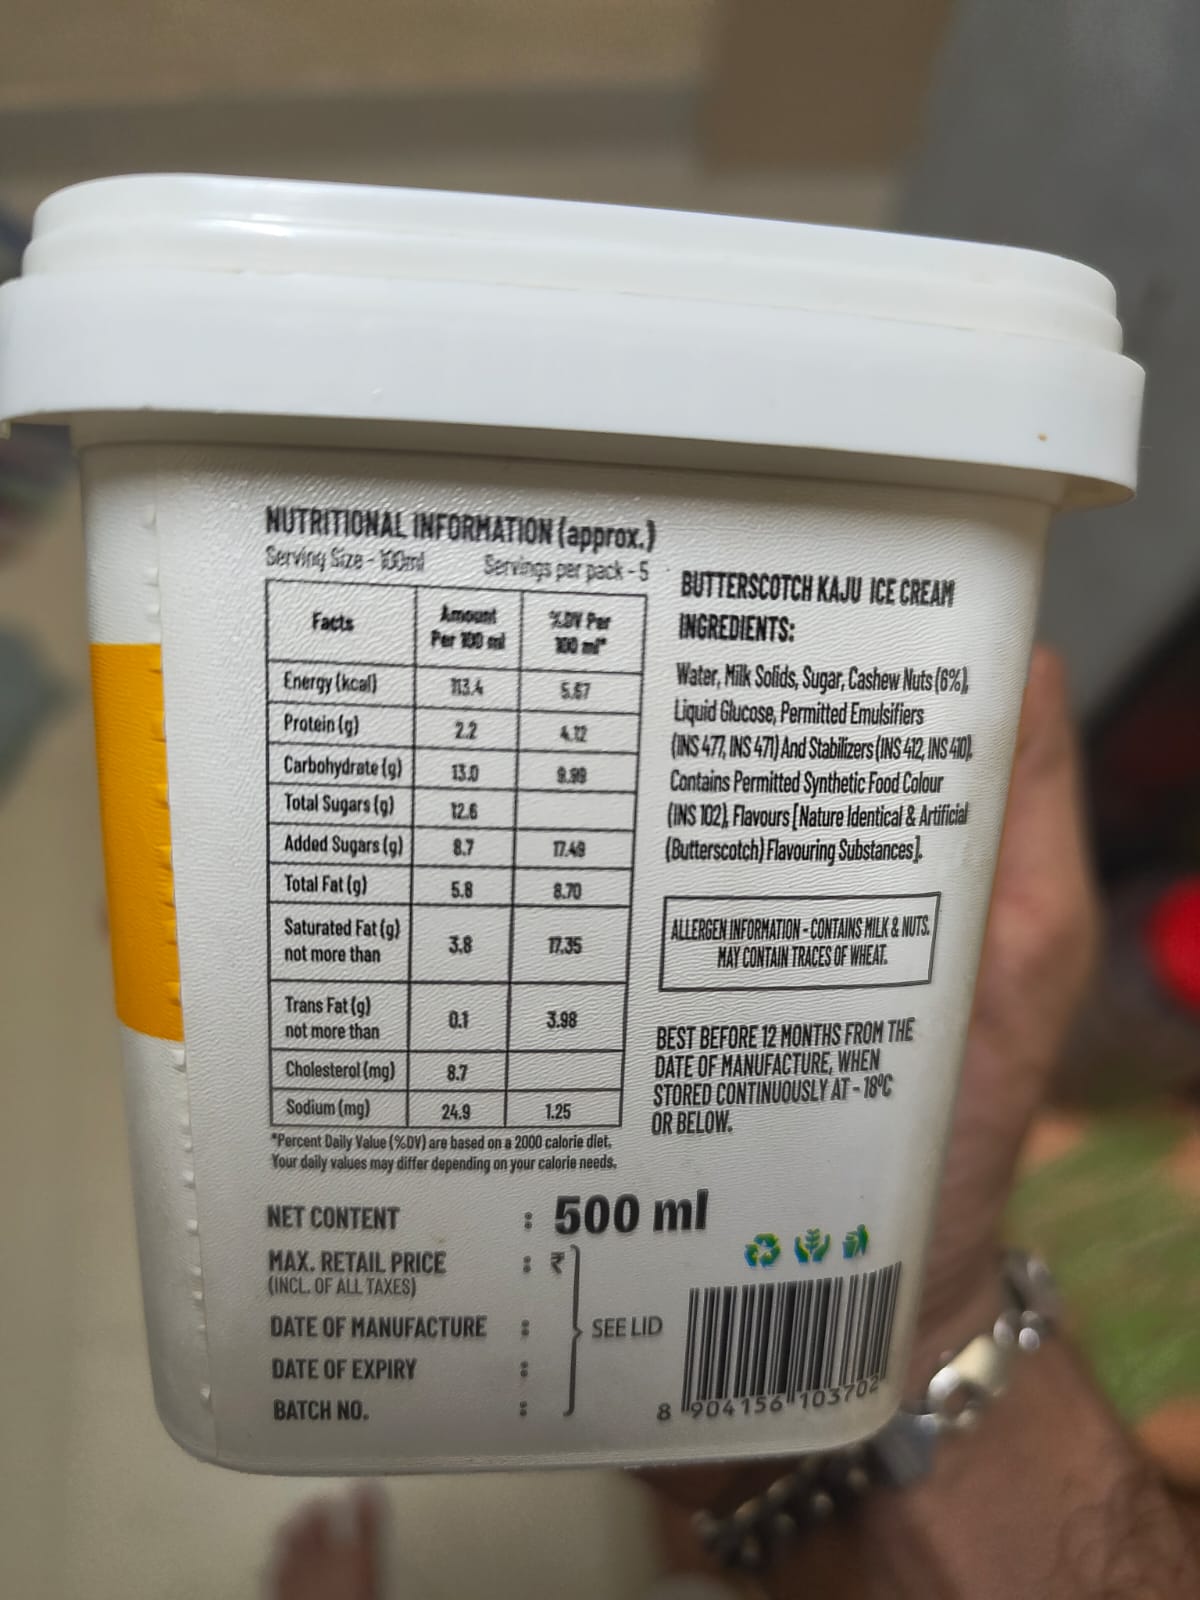 NUTRITIONAL INFORMATION (approx.)
Serving Size - 100ml Servings per pack - 5
Facts Amount Per 100 ml %DV Per 100 ml*
Energy (kcal) 113.4 5.67
Protein (g) 2.2 4.12
Carbohydrate (g) 13.0 9.99
Total Sugars (g) 12.6
Added Sugars (g) 8.7 17.49
Total Fat (g) 5.8 8.70
Saturated Fat (g) not more than 3.8 17.35
Trans Fat (g) not more than 0.1 3.98
Cholesterol (mg) 8.7
Sodium (mg) 24.9 1.25
*Percent Daily Value (%DV) are based on a 2000 calorie diet.
Your daily values may differ depending on your calorie needs.
BUTTERSCOTCH KAJU ICE CREAM
INGREDIENTS:
Water, Milk Solids, Sugar, Cashew Nuts (6%),
Liquid Glucose, Permitted Emulsifiers
(INS 477, INS 471) And Stabilizers (INS 412, INS 410).
Contains Permitted Synthetic Food Colour
(INS 102), Flavours [Nature Identical & Artificial
(Butterscotch) Flavouring Substances].
ALLERGEN INFORMATION - CONTAINS MILK & NUTS.
MAY CONTAIN TRACES OF WHEAT.
BEST BEFORE 12 MONTHS FROM THE
DATE OF MANUFACTURE, WHEN
STORED CONTINUOUSLY AT - 18ºC
OR BELOW.
NET CONTENT : 500 ml
MAX. RETAIL PRICE : ₹
(INCL. OF ALL TAXES)
DATE OF MANUFACTURE : SEE LID
DATE OF EXPIRY :
BATCH NO. :
8 904156 103702